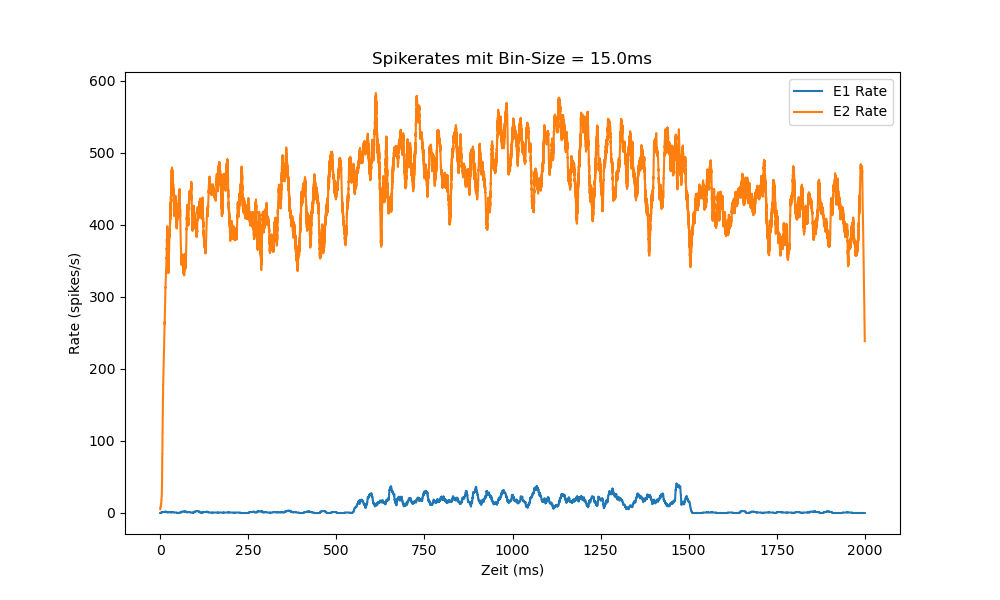 Spikerates mit Bin-Size = 15.0ms
E1 Rate
E2 Rate
600
500
400
300
200
100
0
Rate (spikes/s)
0 250 500 750 1000 1250 1500 1750 2000
Zeit (ms)